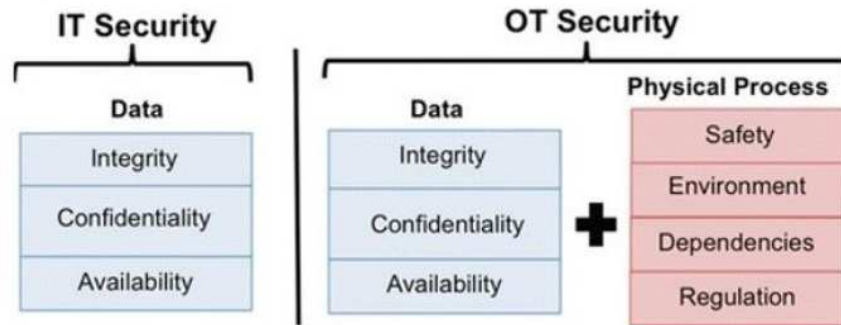 IT Security
Data
Integrity
Confidentiality
Availability
OT Security
Data
Integrity
Confidentiality
Availability
Physical Process
Safety
Environment
Dependencies
Regulation